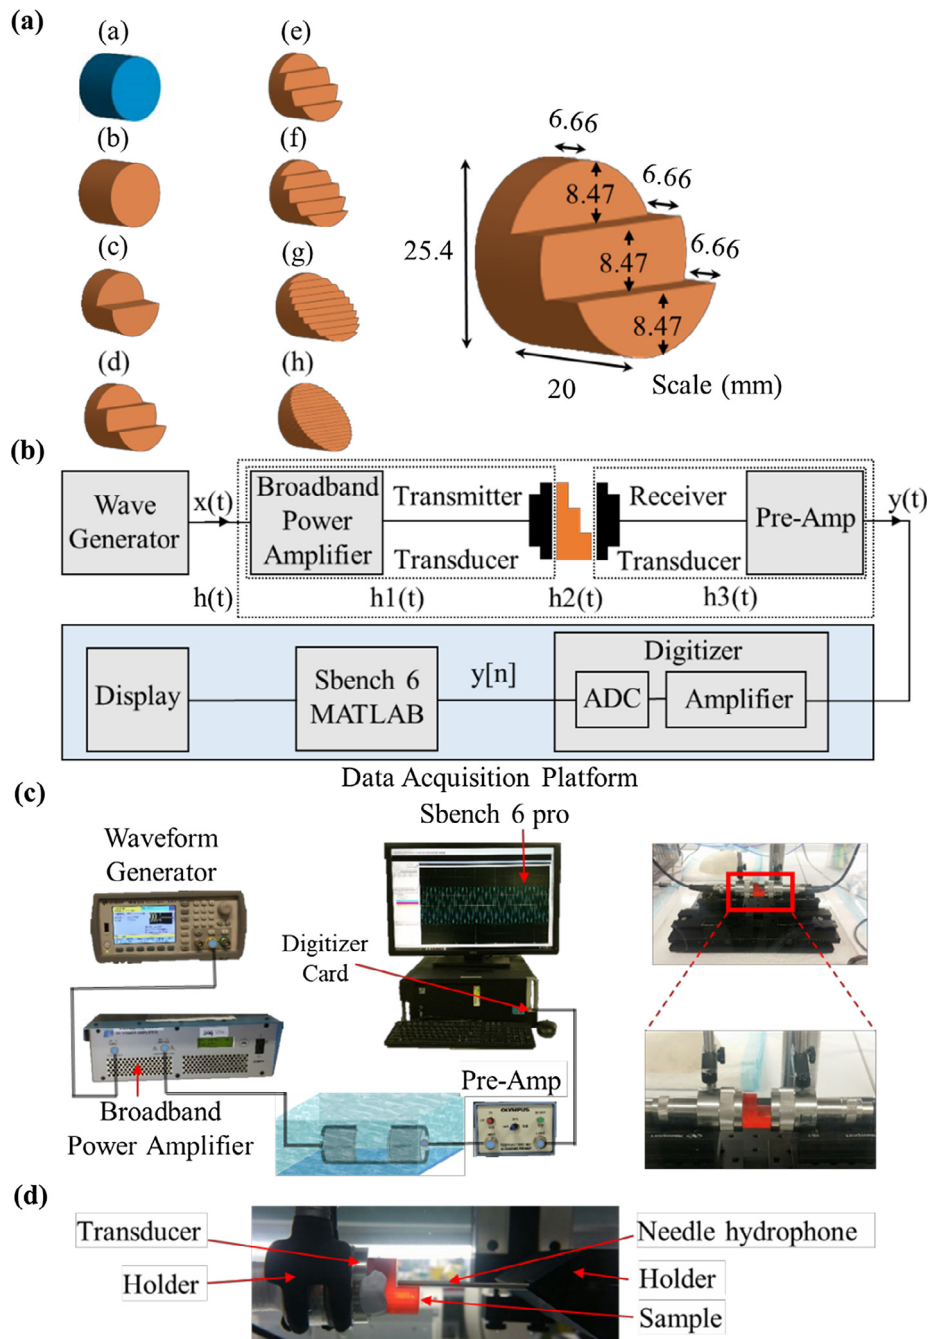 (a)
(a)
(b)
(c)
(d)
(e)
(f)
(g)
(h)
6.66
6.66
6.66
8.47
8.47
8.47
25.4
20
Scale (mm)
(b)
Wave
Generator
x(t)
Broadband
Power
Amplifier
Transmitter
Transducer
Receiver
Transducer
Pre-Amp
y(t)
h(t)
h1(t)
h2(t)
h3(t)
Display
Sbench 6
MATLAB
y[n]
Digitizer
ADC
Amplifier
Data Acquisition Platform
(c)
Waveform
Generator
Sbench 6 pro
Digitizer
Card
Broadband
Power Amplifier
Pre-Amp
OLYMPUS
(d)
Transducer
Holder
Needle hydrophone
Holder
Sample